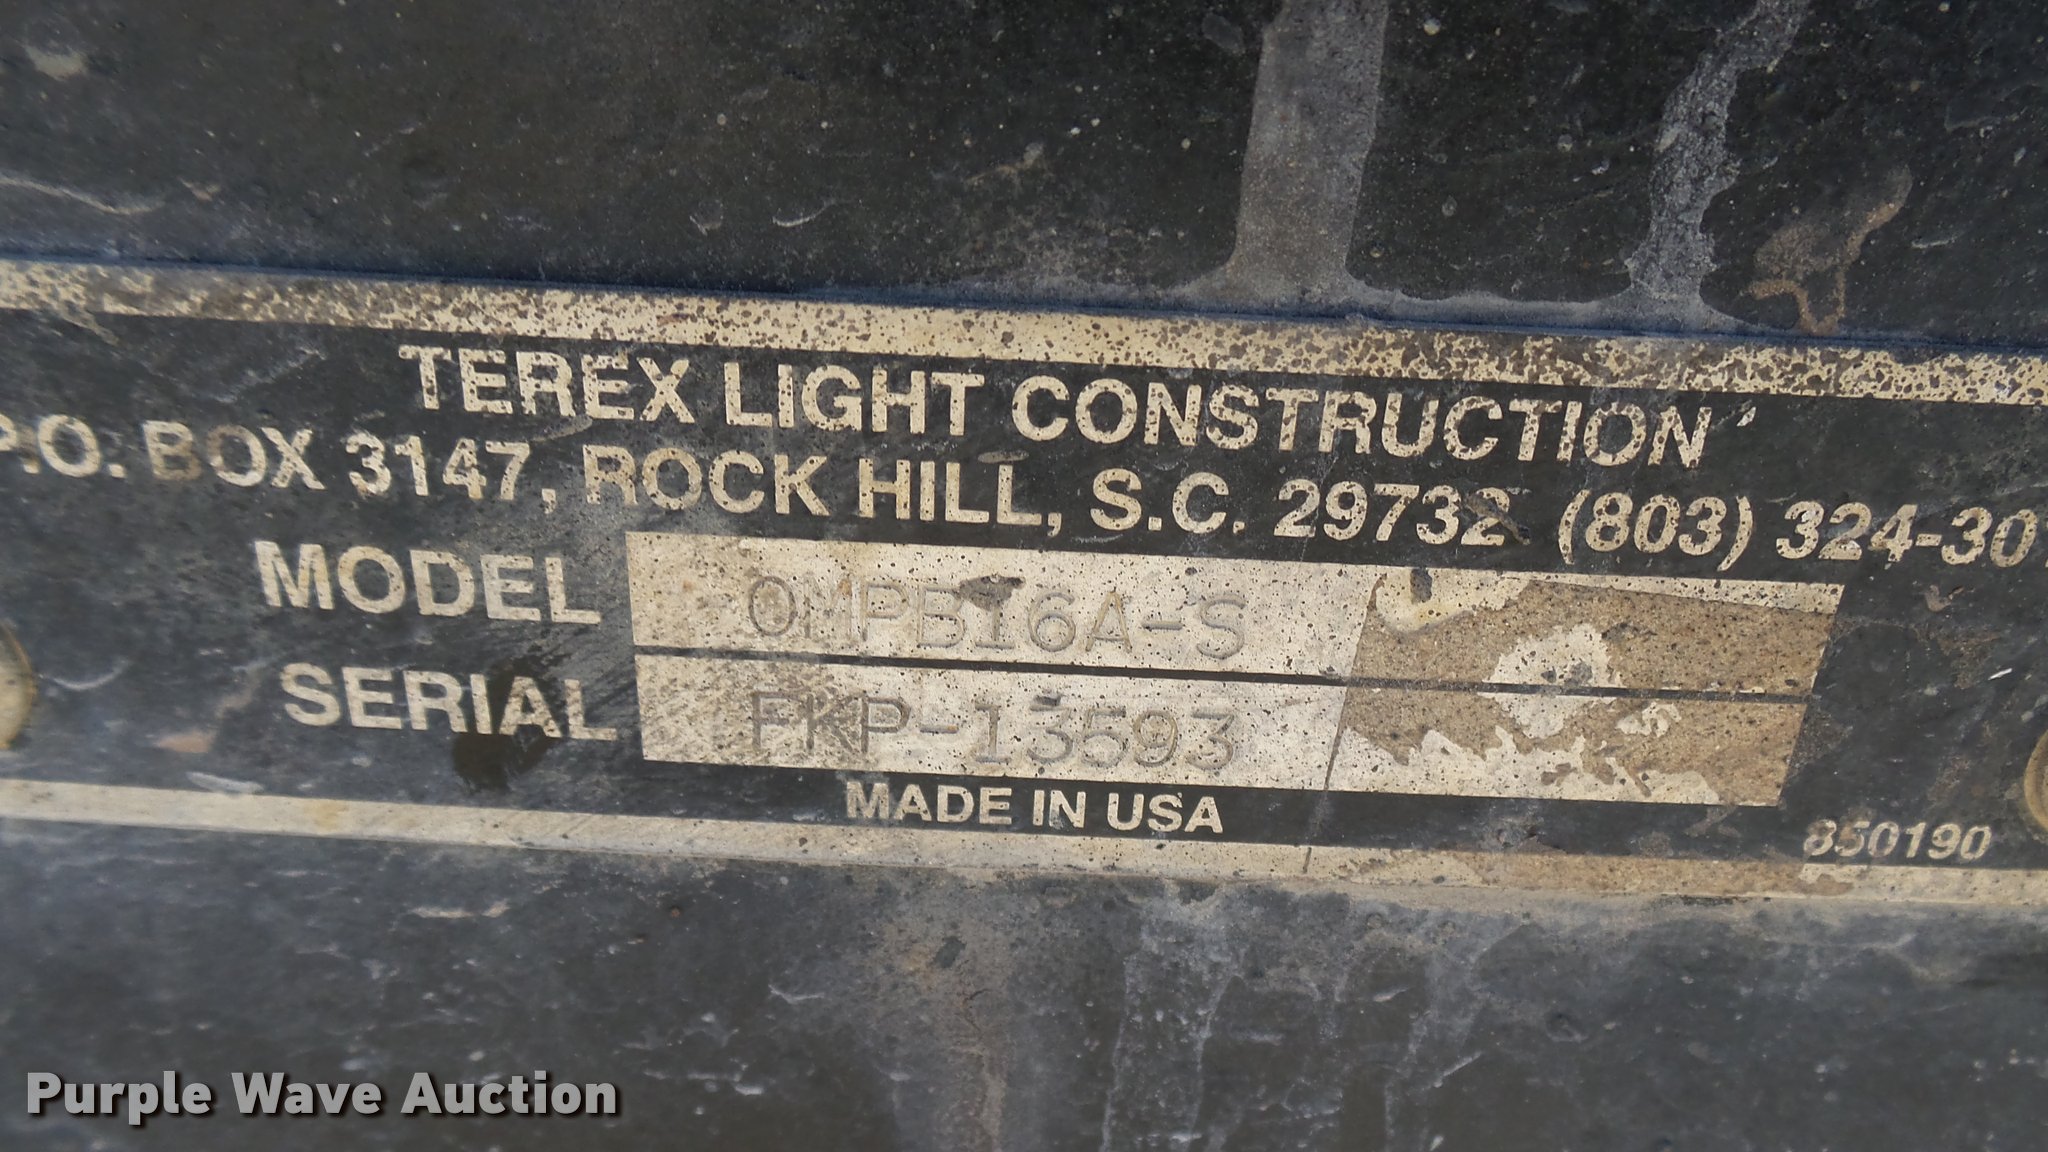 TEREX LIGHT CONSTRUCTION
P.O. BOX 3147, ROCK HILL, S.C. 29732 (803) 324-30
MODEL OMPB16A-S
SERIAL FKP-13593
MADE IN USA
850190
Purple Wave Auction